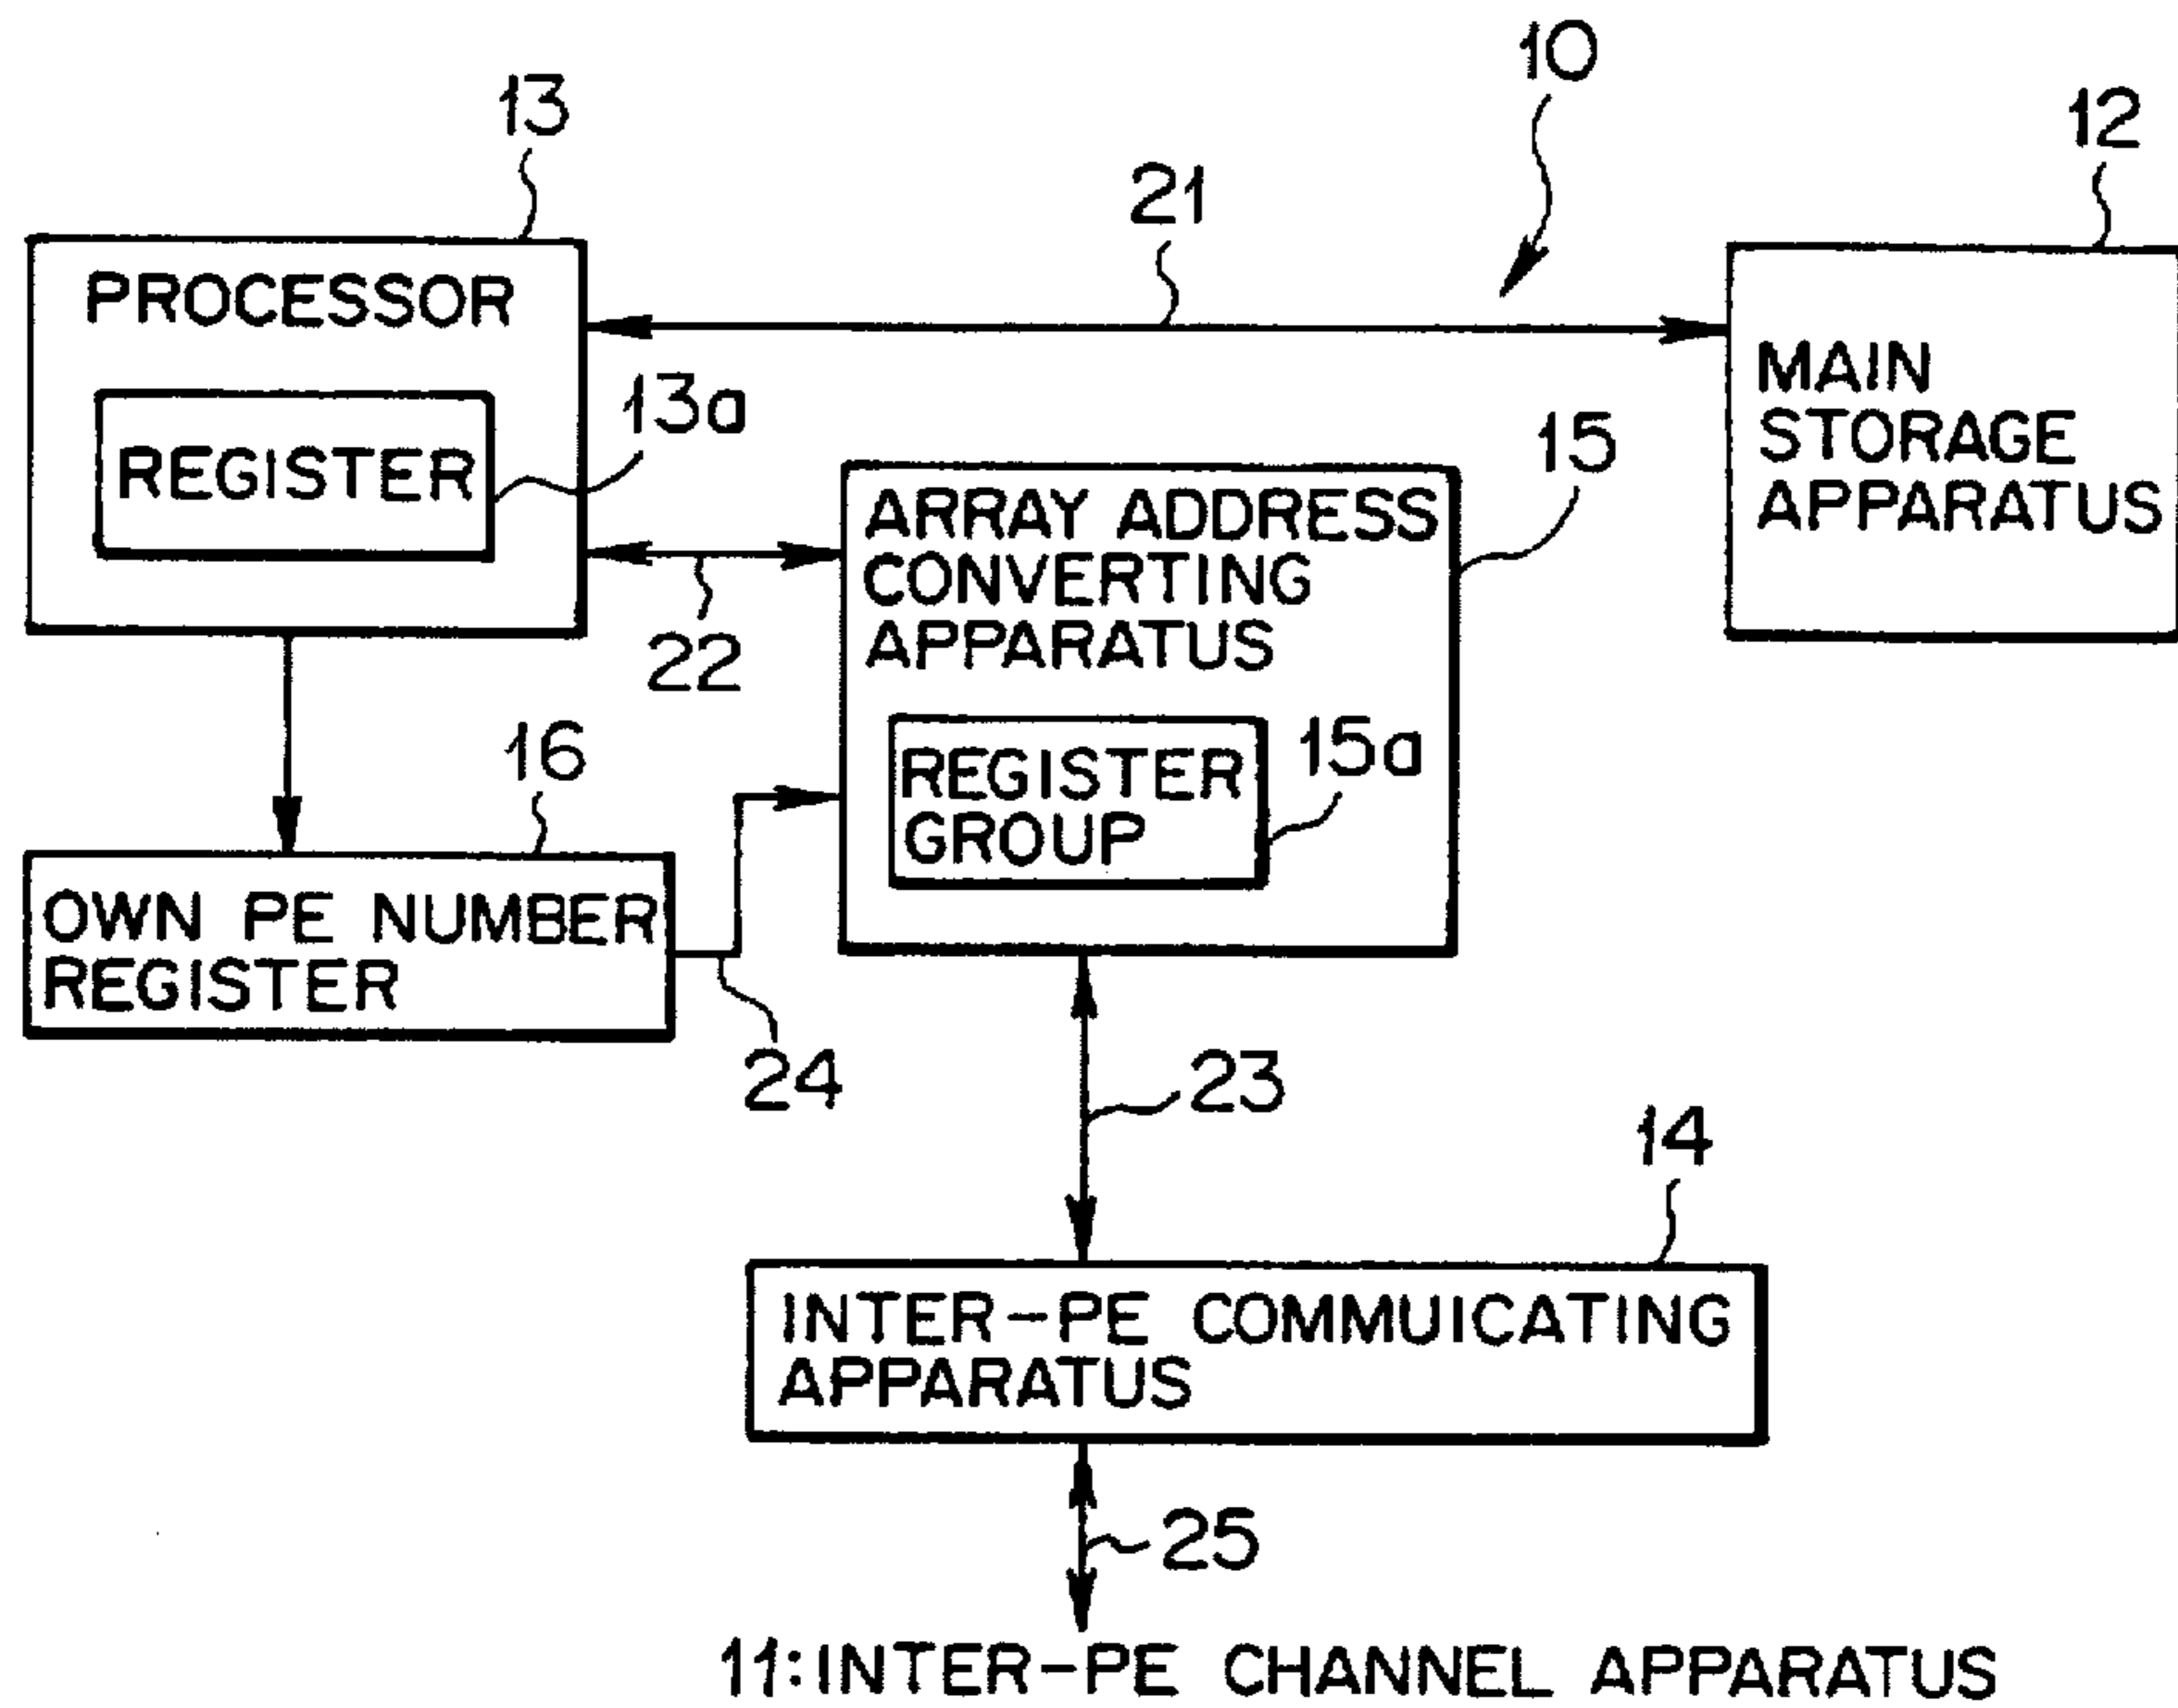 10
13
12
21
PROCESSOR
13a
REGISTER
MAIN
STORAGE
APPARATUS
15
ARRAY ADDRESS
CONVERTING
APPARATUS
22
16
REGISTER
GROUP
15a
OWN PE NUMBER
REGISTER
24
23
14
INTER-PE COMMUICATING
APPARATUS
25
11:INTER-PE CHANNEL APPARATUS